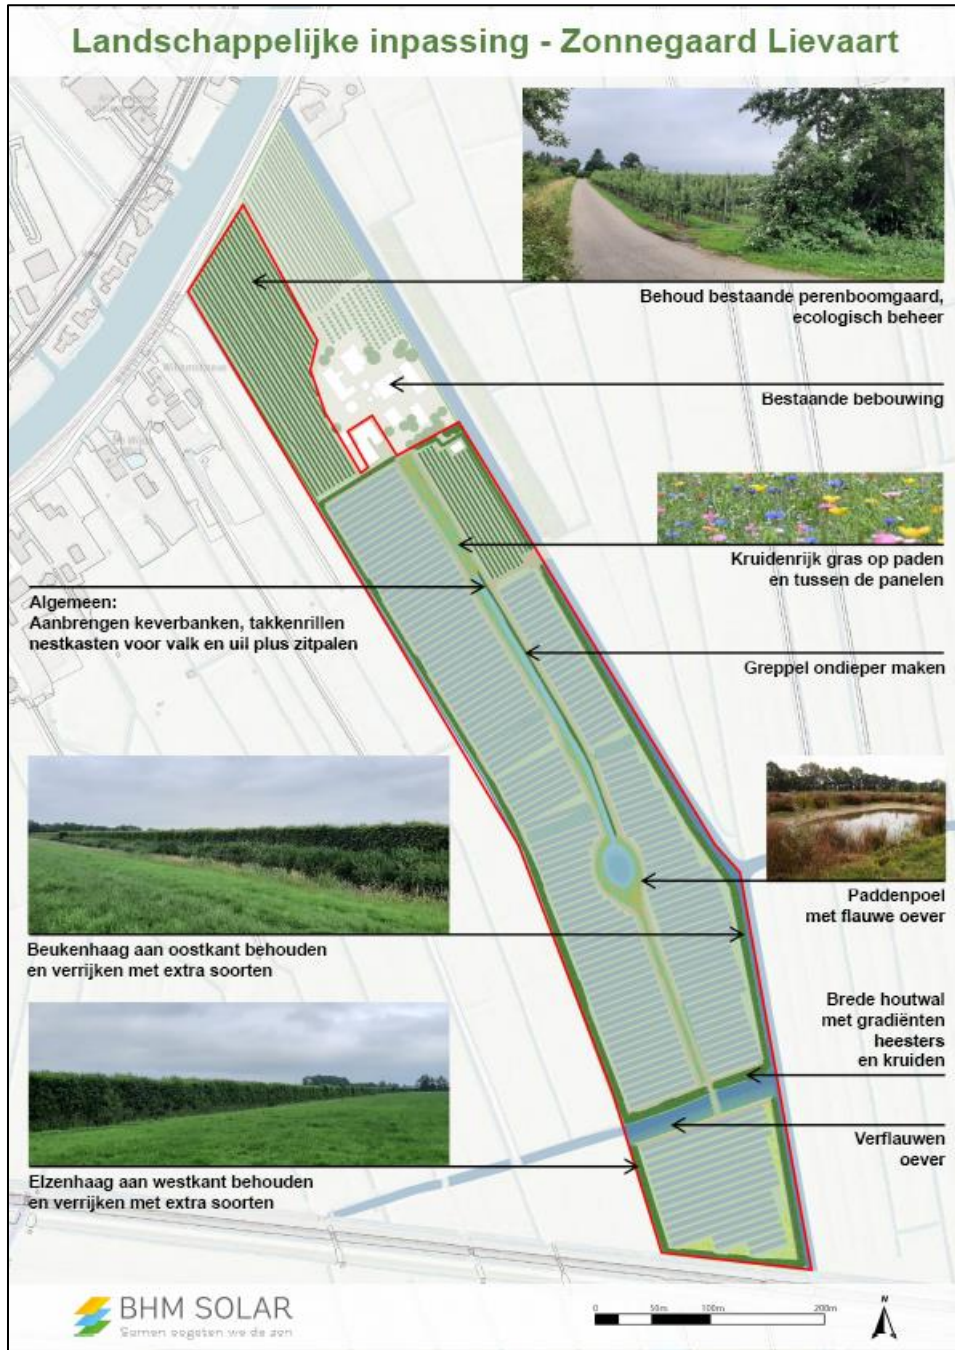 Landschappelijke inpassing - Zonnegaard Lievaart
Behoud bestaande perenboomgaard,
ecologisch beheer
Bestaande bebouwing
Kruidenrijk gras op paden
en tussen de panelen
Algemeen:
Aanbrengen keverbanken, takkenrillen
nestkasten voor valk en uil plus zitpalen
Greppel ondieper maken
Paddenpoel
met flauwe oever
Beukenhaag aan oostkant behouden
en verrijken met extra soorten
Brede houtwal
met gradiënten
heesters
en kruiden
Verflauwen
oever
Elzenhaag aan westkant behouden
en verrijken met extra soorten
BHM SOLAR
Samen oogsten we de zon
0 50m 100m 200m
N